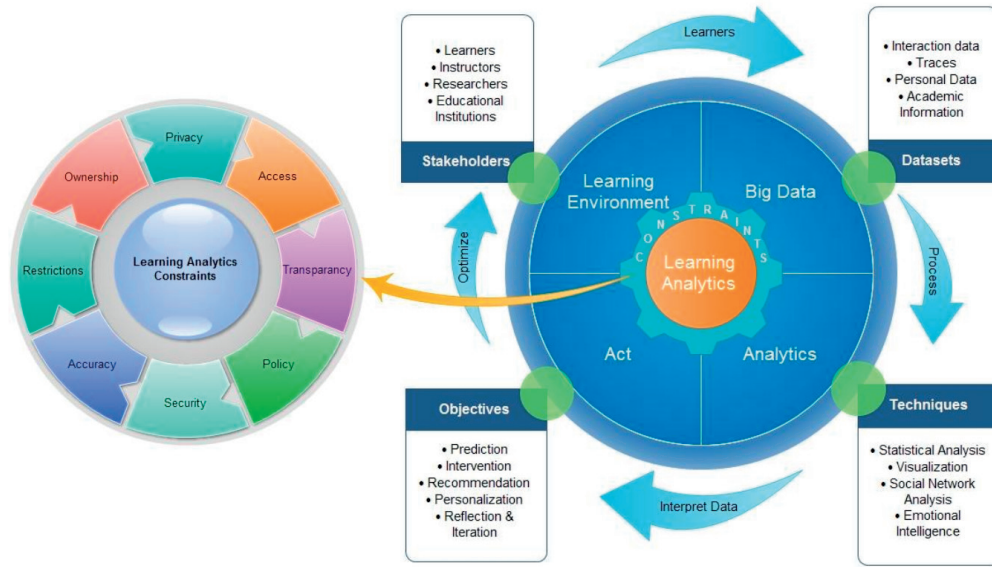 Privacy
Access
Transparancy
Policy
Security
Accuracy
Restrictions
Ownership
Learning Analytics
Constraints
• Learners
• Instructors
• Researchers
• Educational
Institutions
Stakeholders
Learners
• Interaction data
• Traces
• Personal Data
• Academic
Information
Datasets
Learning
Environment
Big Data
CONSTRAINTS
Learning
Analytics
Act
Analytics
Optimize
Process
Objectives
• Prediction
• Intervention
• Recommendation
• Personalization
• Reflection &
Iteration
Interpret Data
Techniques
• Statistical Analysis
• Visualization
• Social Network
Analysis
• Emotional
Intelligence